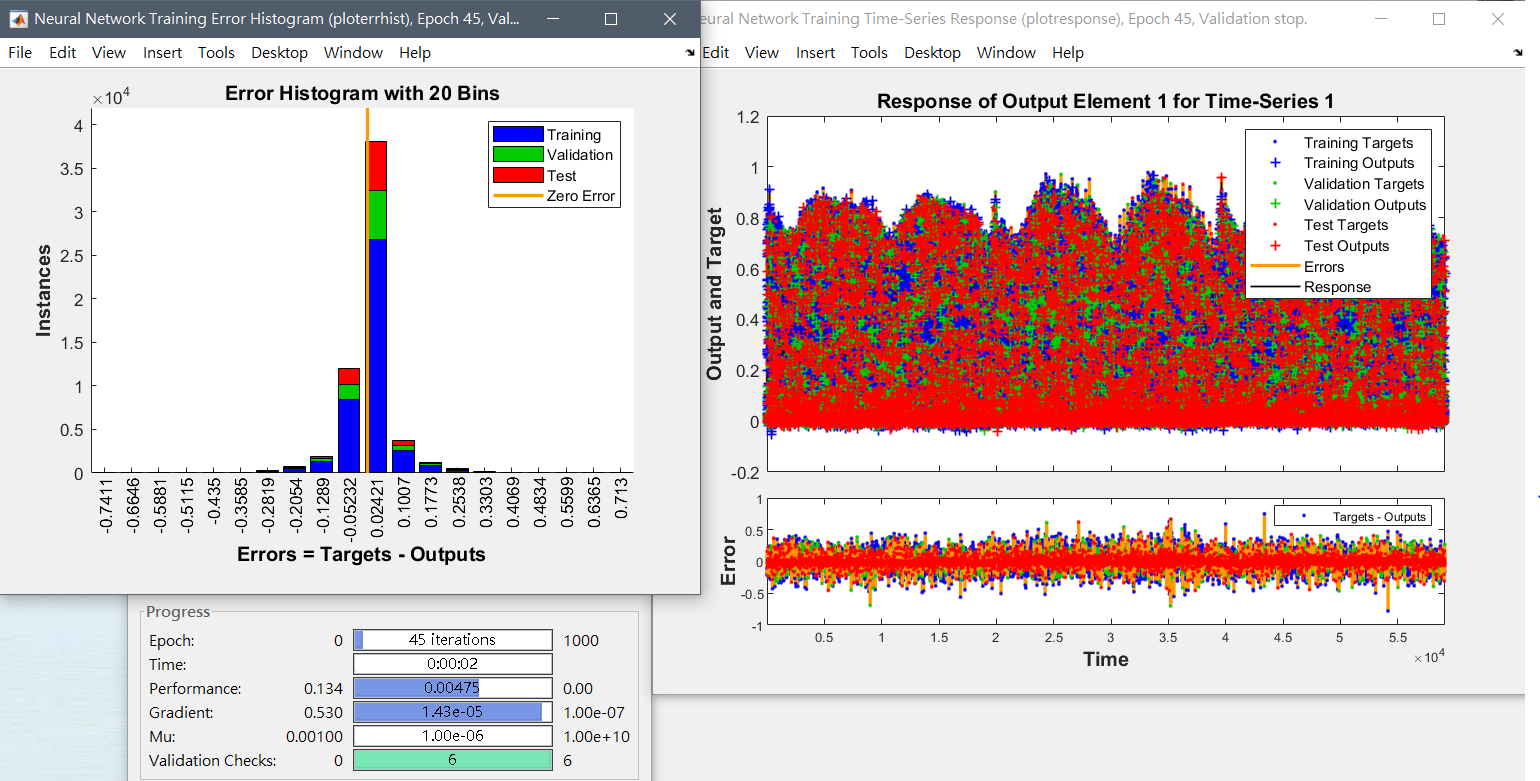 Neural Network Training Error Histogram (ploterrhist), Epoch 45, Val...
File Edit View Insert Tools Desktop Window Help
×10⁴
Error Histogram with 20 Bins
4
3.5
3
2.5
2
1.5
1
0.5
0
Instances
Training
Validation
Test
Zero Error
-0.7411
-0.6646
-0.5881
-0.5115
-0.435
-0.3585
-0.2819
-0.2054
-0.1289
-0.05232
0.02421
0.1007
0.1773
0.2538
0.3303
0.4069
0.4834
0.5599
0.6365
0.713
Errors = Targets - Outputs
eural Network Training Time-Series Response (plotresponse), Epoch 45, Validation stop.
Edit View Insert Tools Desktop Window Help
Response of Output Element 1 for Time-Series 1
1.2
1
0.8
0.6
0.4
0.2
0
-0.2
Output and Target
Training Targets
Training Outputs
Validation Targets
Validation Outputs
Test Targets
Test Outputs
Errors
Response
1
0.5
0
-0.5
-1
Error
Targets - Outputs
0.5 1 1.5 2 2.5 3 3.5 4 4.5 5 5.5
Time
×10⁴
Progress
Epoch: 0 45 iterations 1000
Time: 0:00:02
Performance: 0.134 0.00475 0.00
Gradient: 0.530 1.43e-05 1.00e-07
Mu: 0.00100 1.00e-06 1.00e+10
Validation Checks: 0 6 6